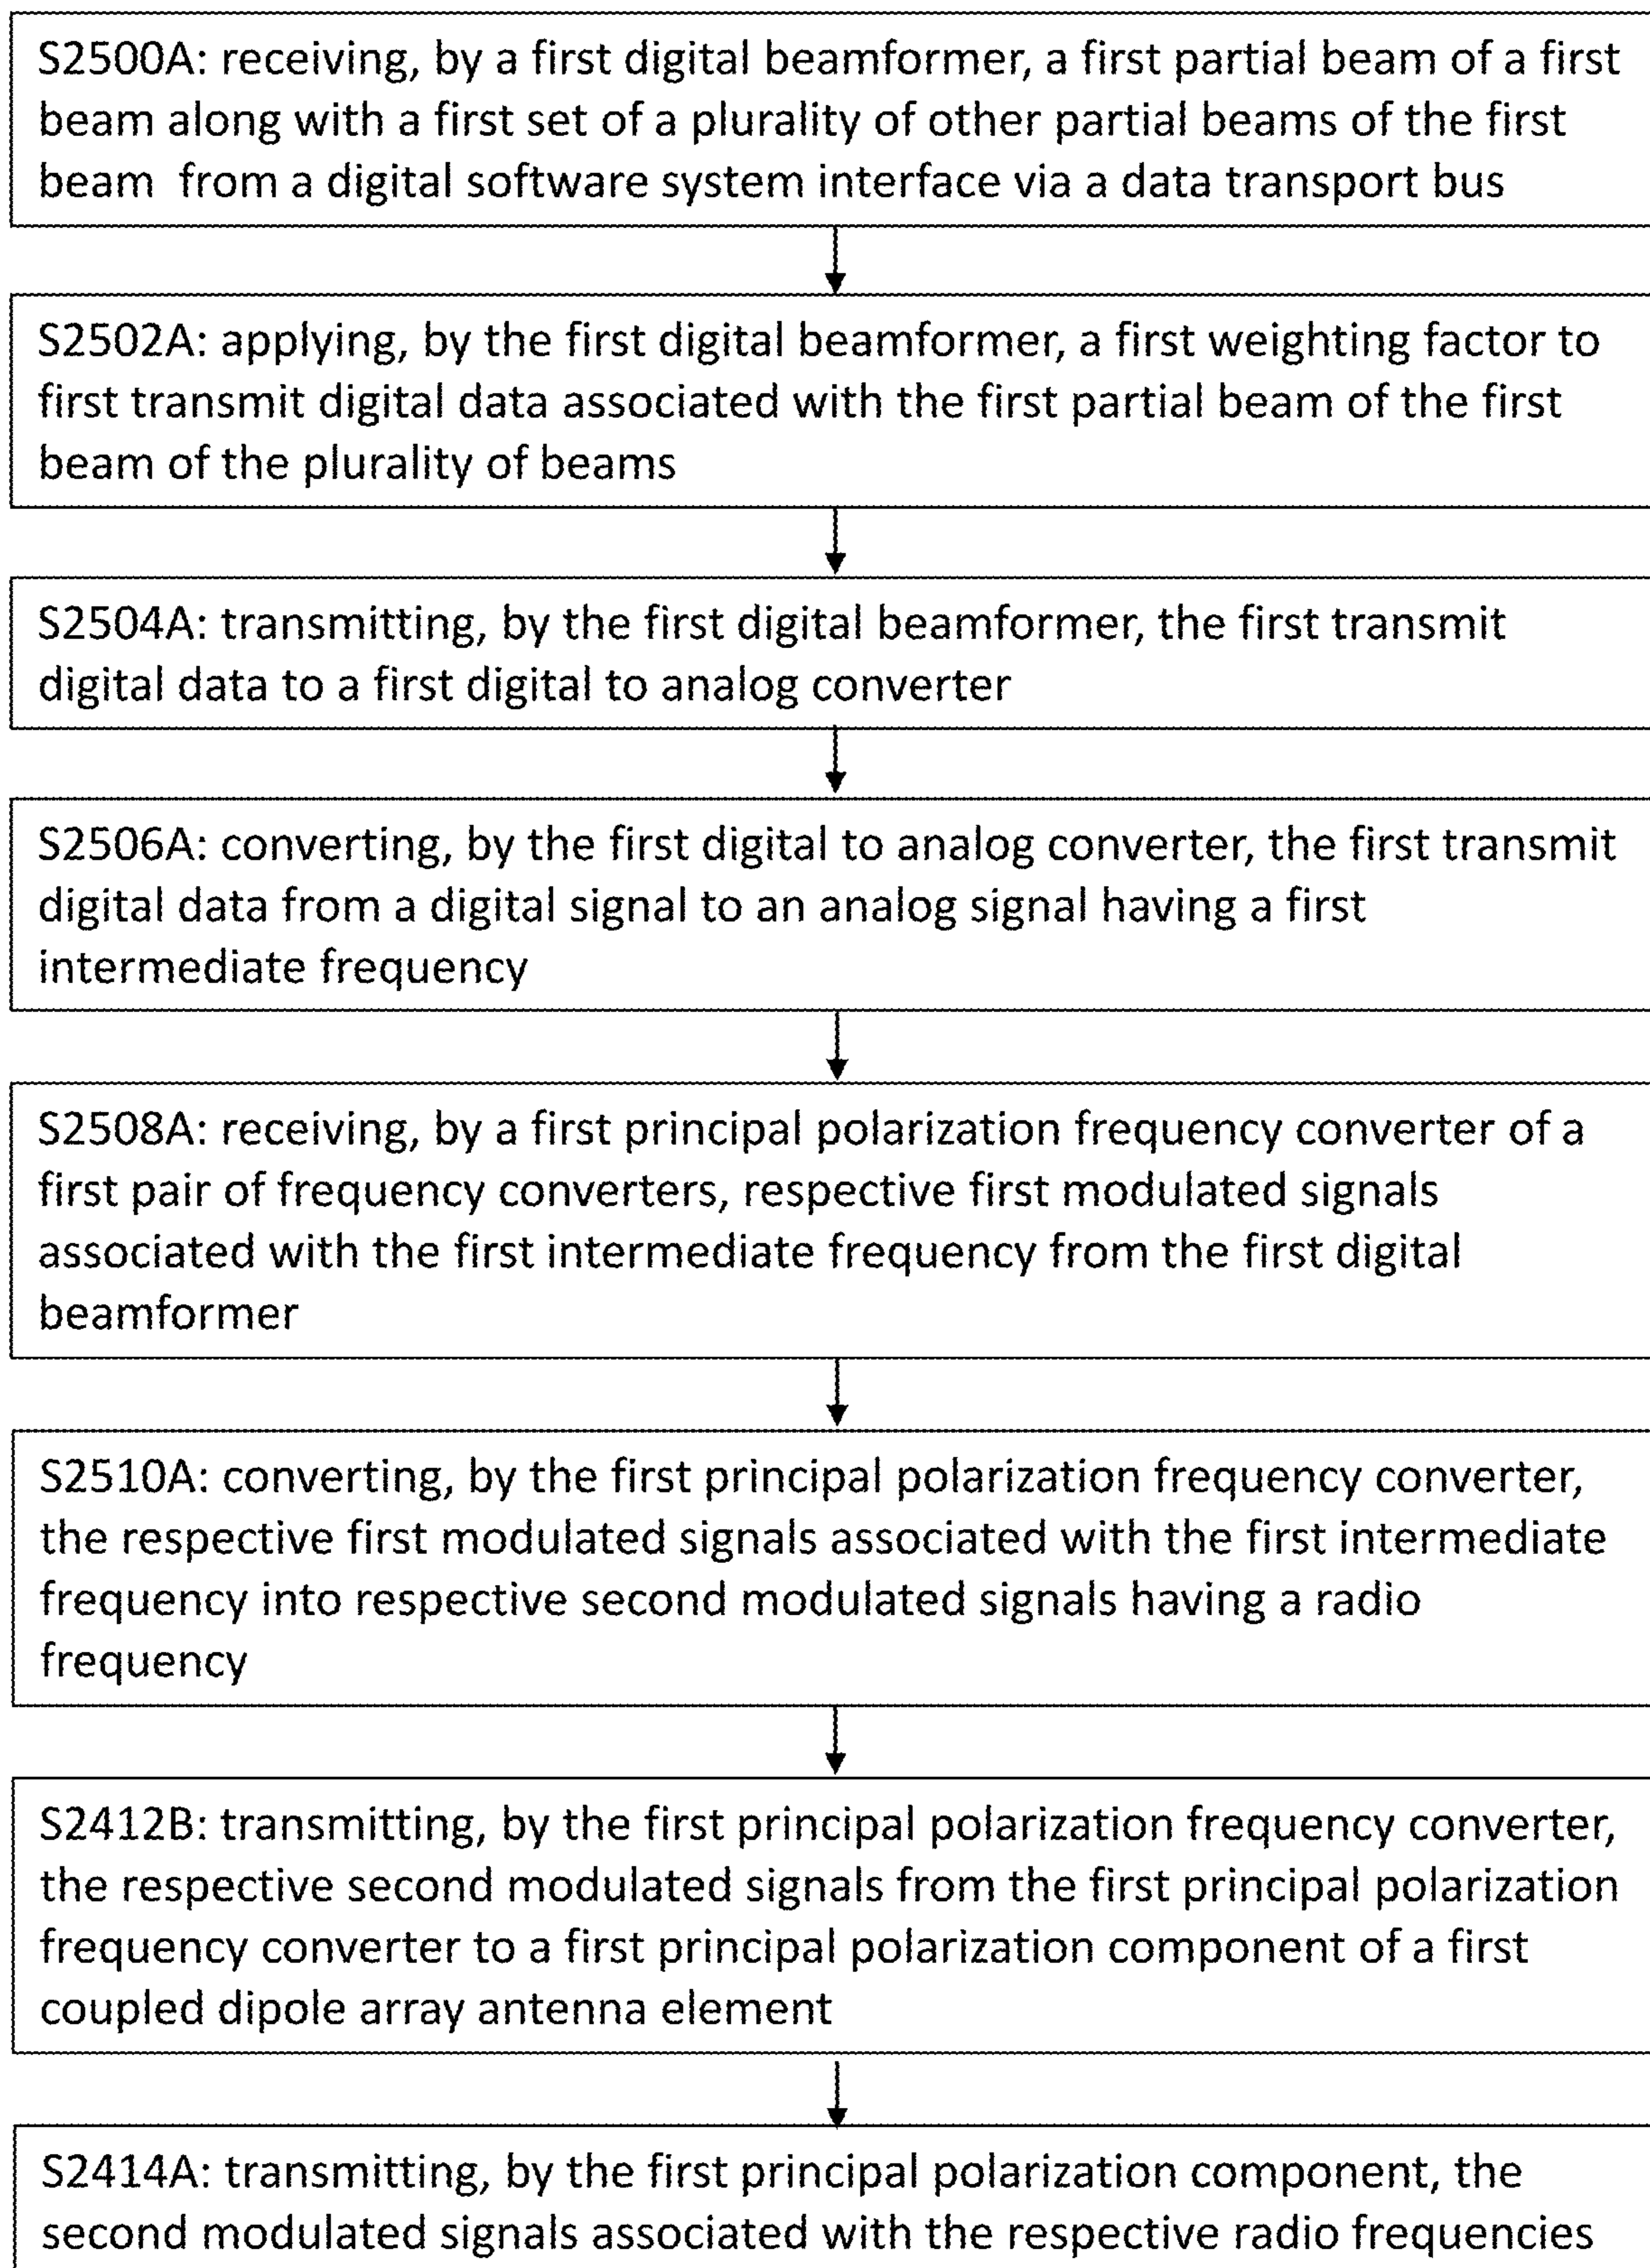 S2500A: receiving, by a first digital beamformer, a first partial beam of a first
beam along with a first set of a plurality of other partial beams of the first
beam  from a digital software system interface via a data transport bus
S2502A: applying, by the first digital beamformer, a first weighting factor to
first transmit digital data associated with the first partial beam of the first
beam of the plurality of beams
S2504A: transmitting, by the first digital beamformer, the first transmit
digital data to a first digital to analog converter
S2506A: converting, by the first digital to analog converter, the first transmit
digital data from a digital signal to an analog signal having a first
intermediate frequency
S2508A: receiving, by a first principal polarization frequency converter of a
first pair of frequency converters, respective first modulated signals
associated with the first intermediate frequency from the first digital
beamformer
S2510A: converting, by the first principal polarization frequency converter,
the respective first modulated signals associated with the first intermediate
frequency into respective second modulated signals having a radio
frequency
S2412B: transmitting, by the first principal polarization frequency converter,
the respective second modulated signals from the first principal polarization
frequency converter to a first principal polarization component of a first
coupled dipole array antenna element
S2414A: transmitting, by the first principal polarization component, the
second modulated signals associated with the respective radio frequencies